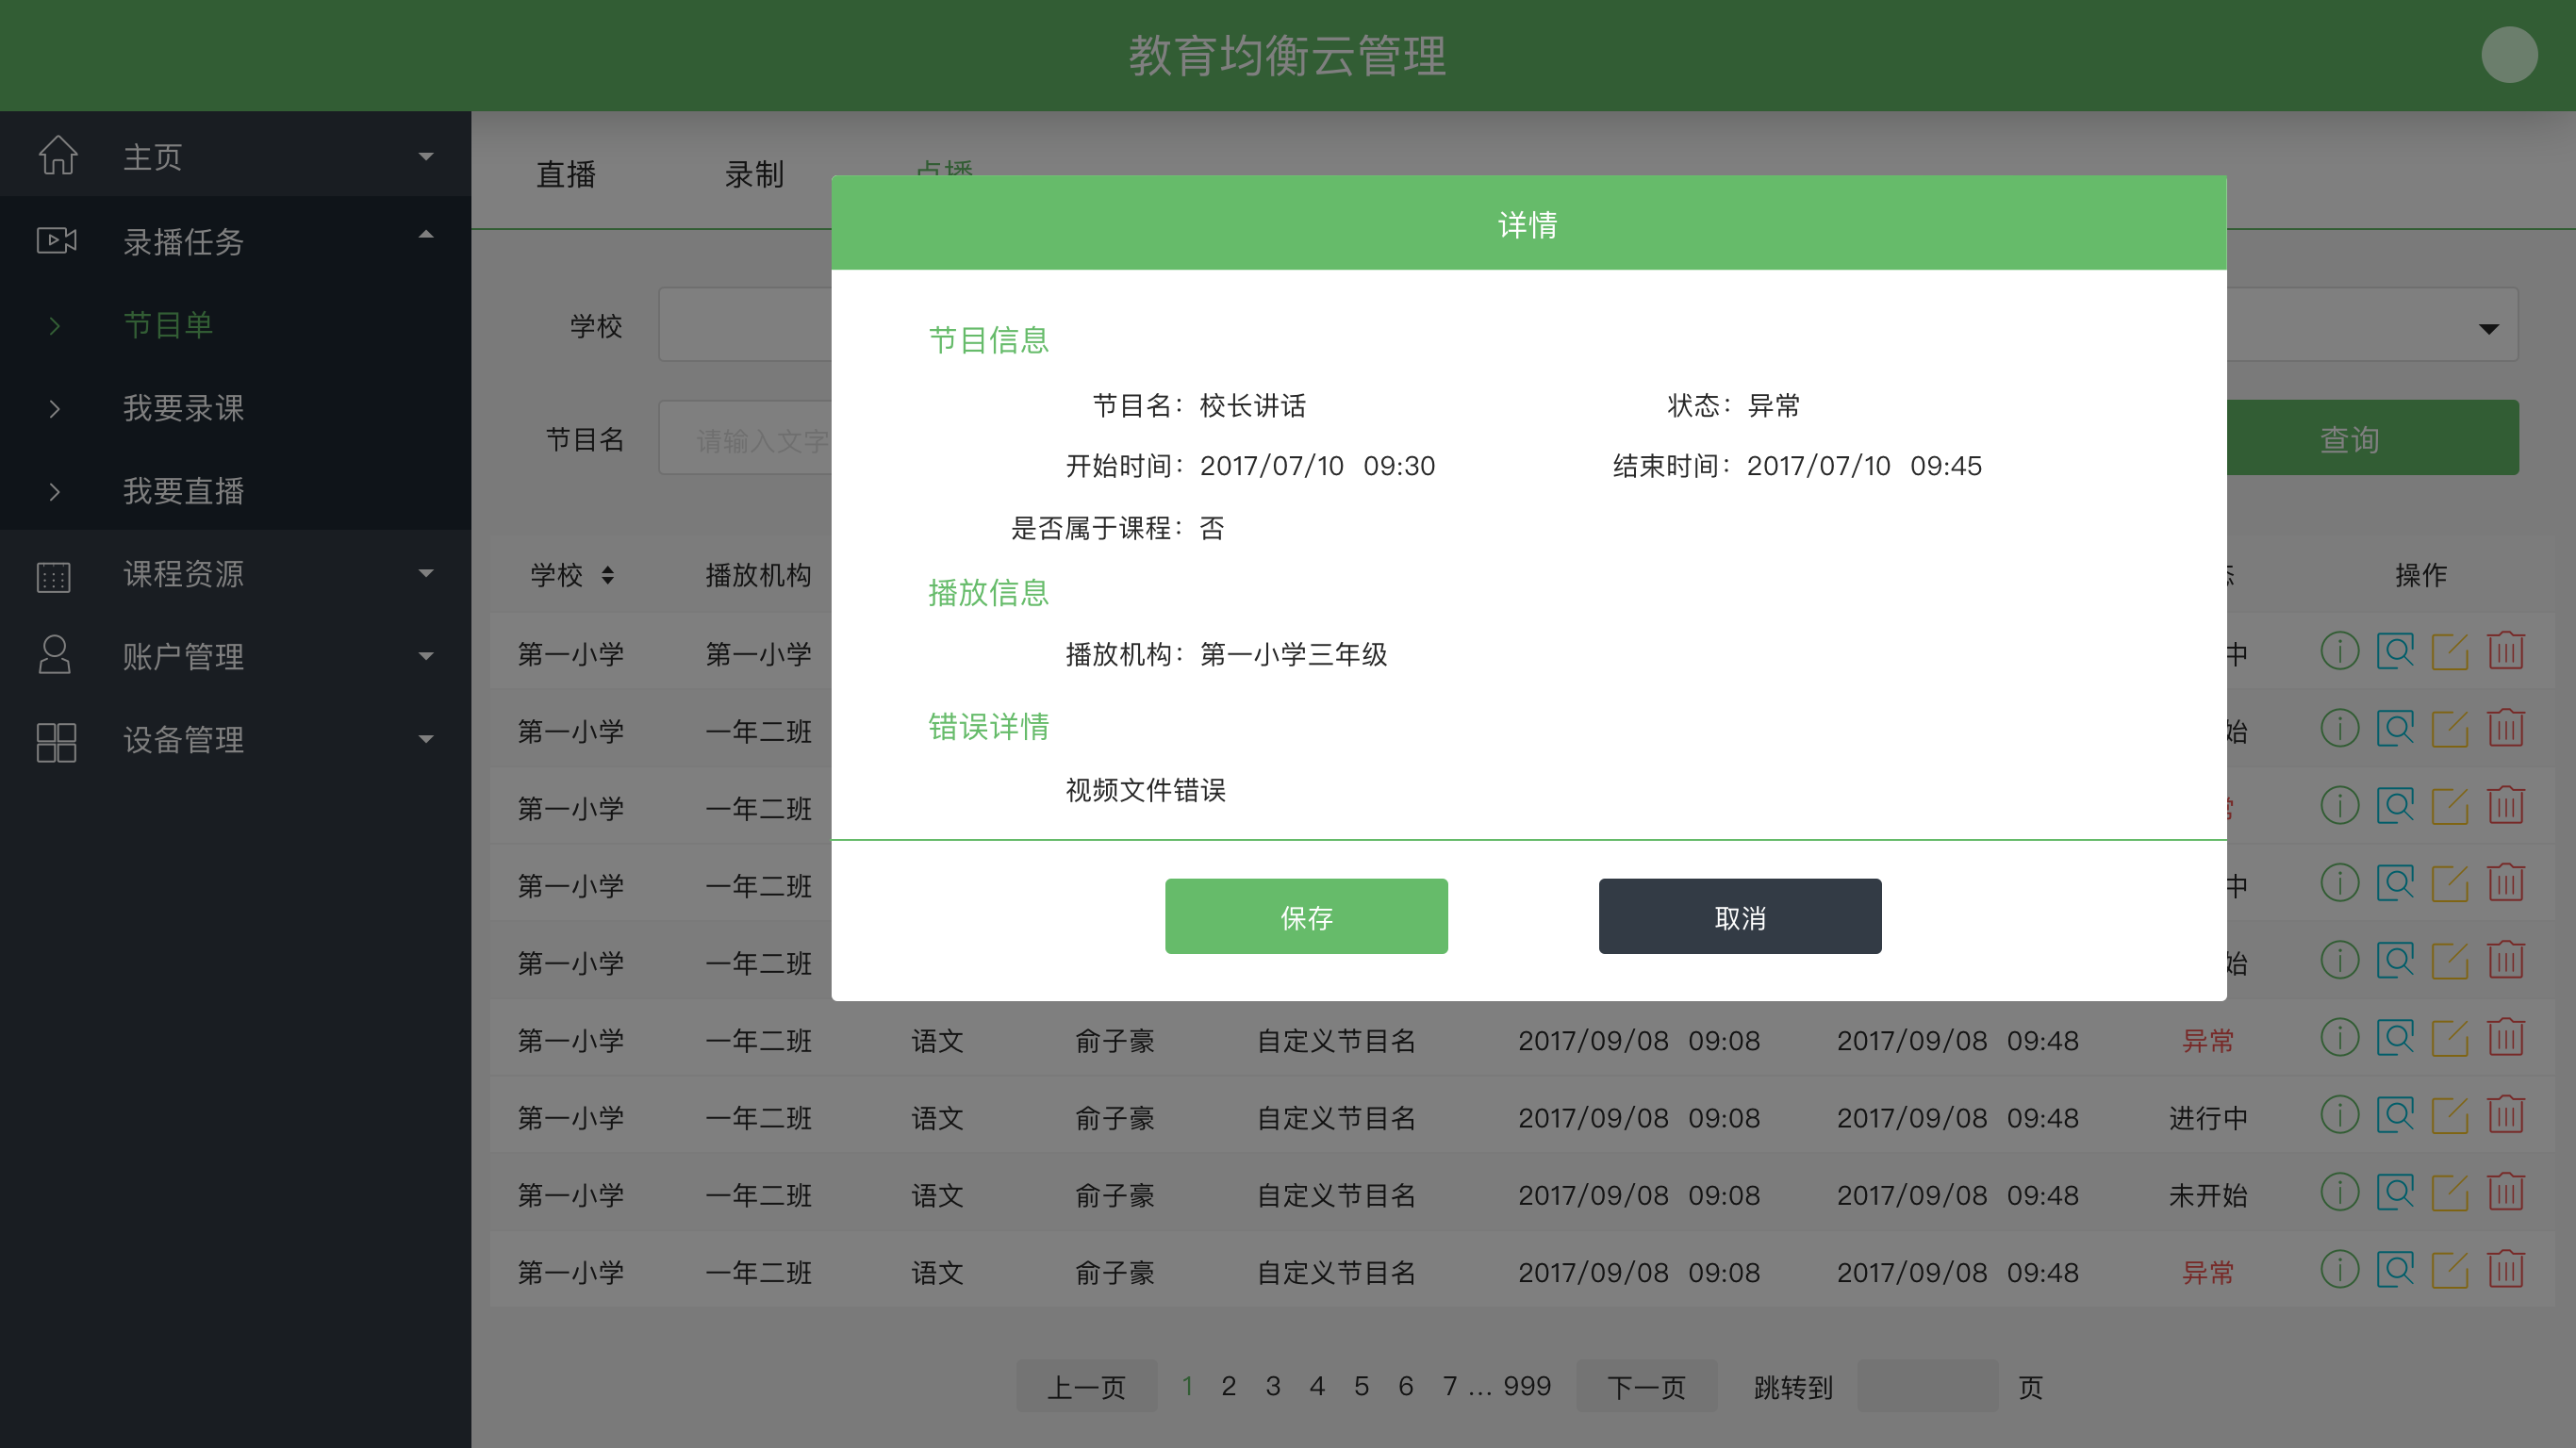 教育均衡云管理
主页
录播任务
节目单
我要录课
我要直播
课程资源
账户管理
设备管理
直播 录制 点播
学校
节目名 请输入文字
查询
详情
节目信息
节目名：校长讲话 状态：异常
开始时间：2017/07/10 09:30 结束时间：2017/07/10 09:45
是否属于课程：否
播放信息
播放机构：第一小学三年级
错误详情
视频文件错误
保存 取消
学校 播放机构 操作
第一小学 第一小学 中
第一小学 一年二班 始
第一小学 一年二班 常
第一小学 一年二班 中
第一小学 一年二班 始
第一小学 一年二班 语文 俞子豪 自定义节目名 2017/09/08 09:08 2017/09/08 09:48 异常
第一小学 一年二班 语文 俞子豪 自定义节目名 2017/09/08 09:08 2017/09/08 09:48 进行中
第一小学 一年二班 语文 俞子豪 自定义节目名 2017/09/08 09:08 2017/09/08 09:48 未开始
第一小学 一年二班 语文 俞子豪 自定义节目名 2017/09/08 09:08 2017/09/08 09:48 异常
上一页 1 2 3 4 5 6 7 ... 999 下一页 跳转到 页